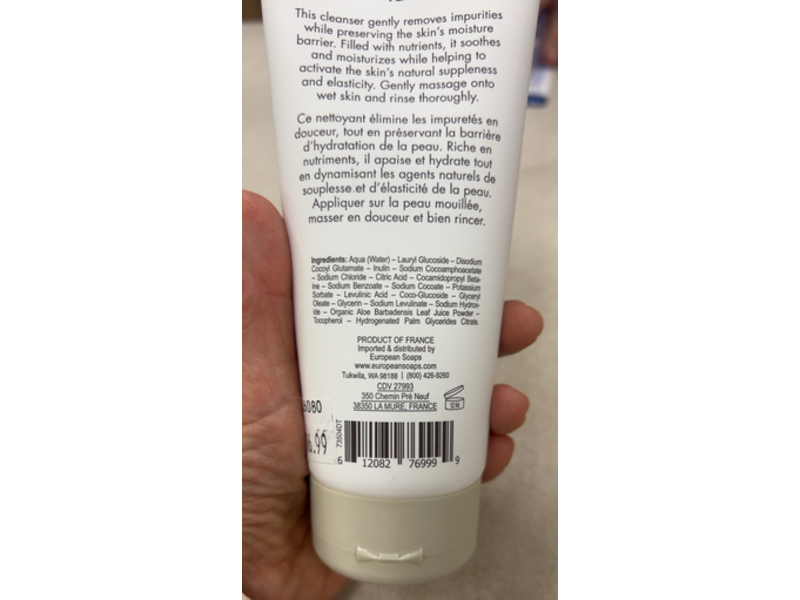 This cleanser gently removes impurities
while preserving the skin's moisture
barrier. Filled with nutrients, it soothes
and moisturizes while helping to
activate the skin's natural suppleness
and elasticity. Gently massage onto
wet skin and rinse thoroughly.
Ce nettoyant élimine les impuretés en
douceur, tout en préservant la barrière
d'hydratation de la peau. Riche en
nutriments, il apaise et hydrate tout
en dynamisant les agents naturels de
souplesse et d'élasticité de la peau.
Appliquer sur la peau mouillée,
masser en douceur et bien rincer.
Ingredients: Aqua (Water) – Lauryl Glucoside – Disodium
Cocoyl Glutamate – Inulin – Sodium Cocoamphoacetate
– Sodium Chloride – Citric Acid – Cocamidopropyl Beta-
ine – Sodium Benzoate – Sodium Cocoate – Potassium
Sorbate – Levulinic Acid – Coco-Glucoside – Glyceryl
Oleate – Glycerin – Sodium Levulinate – Sodium Hydrox-
ide – Organic Aloe Barbadensis Leaf Juice Powder –
Tocopherol – Hydrogenated Palm Glycerides Citrate.
PRODUCT OF FRANCE
Imported & distributed by
European Soaps
www.europeansoaps.com
Tukwila, WA 98188 | (800) 426-9260
CDV 27993
350 Chemin Pré Neuf
38350 LA MURE, FRANCE
12M
6080
6.99
73504DT
6 12082 76999 9